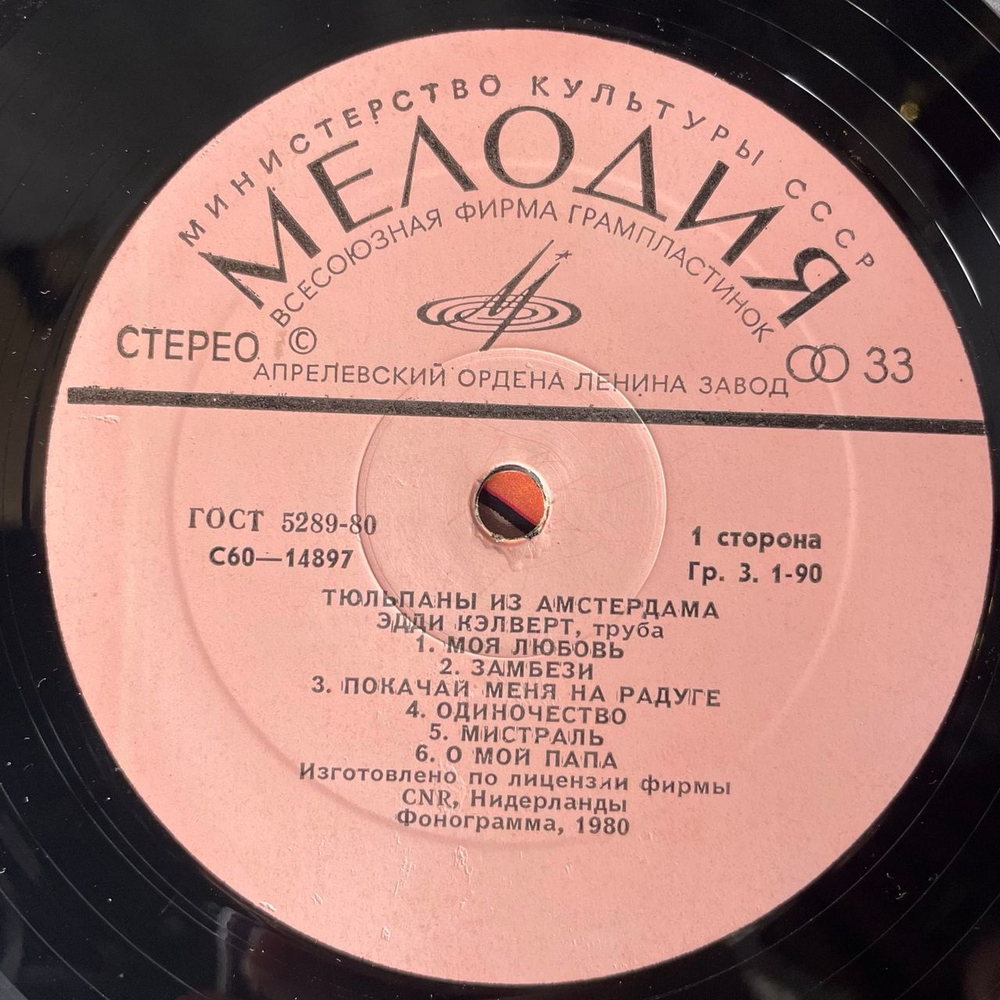 МИНИСТЕРСТВО КУЛЬТУРЫ СССР
МЕЛОДИЯ
ВСЕСОЮЗНАЯ ФИРМА ГРАМПЛАСТИНОК
СТЕРЕО ©
33
АПРЕЛЕВСКИЙ ОРДЕНА ЛЕНИНА ЗАВОД
ГОСТ 5289-80
С60—14897
1 сторона
Гр. 3. 1-90
ТЮЛЬПАНЫ ИЗ АМСТЕРДАМА
ЭДДИ КЭЛВЕРТ, труба
1. МОЯ ЛЮБОВЬ
2. ЗАМБЕЗИ
3. ПОКАЧАЙ МЕНЯ НА РАДУГЕ
4. ОДИНОЧЕСТВО
5. МИСТРАЛЬ
6. О МОЙ ПАПА
Изготовлено по лицензии фирмы
CNR, Нидерланды
Фонограмма, 1980